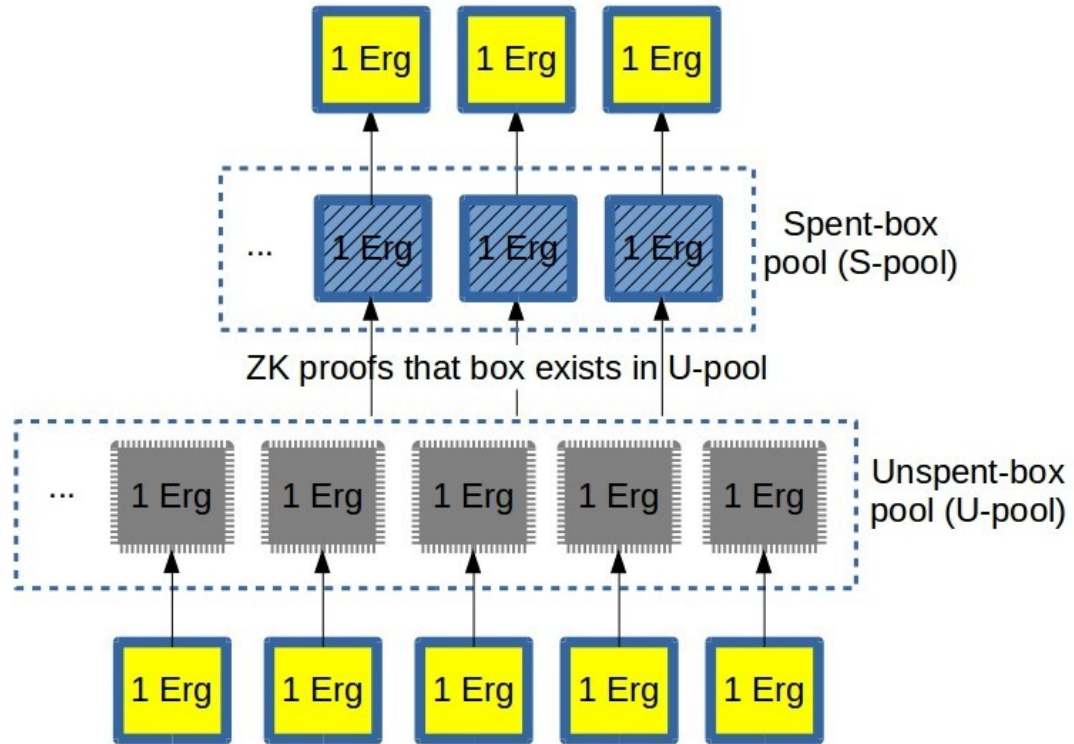 1 Erg 1 Erg 1 Erg
... 1 Erg 1 Erg 1 Erg
Spent-box
pool (S-pool)
ZK proofs that box exists in U-pool
... 1 Erg 1 Erg 1 Erg 1 Erg 1 Erg
Unspent-box
pool (U-pool)
1 Erg 1 Erg 1 Erg 1 Erg 1 Erg